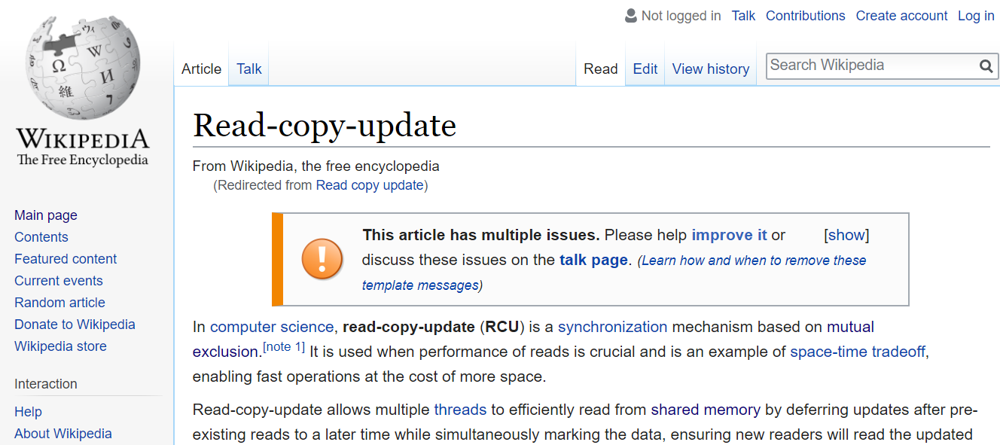 Not logged in Talk Contributions Create account Log in
Article Talk Read Edit View history Search Wikipedia
Ω W И 維 7
WIKIPEDIA
The Free Encyclopedia
Main page
Contents
Featured content
Current events
Random article
Donate to Wikipedia
Wikipedia store
Interaction
Help
About Wikipedia
Read-copy-update
From Wikipedia, the free encyclopedia
(Redirected from Read copy update)
This article has multiple issues. Please help improve it or [show]
discuss these issues on the talk page. (Learn how and when to remove these
template messages)
In computer science, read-copy-update (RCU) is a synchronization mechanism based on mutual
exclusion.[note 1] It is used when performance of reads is crucial and is an example of space-time tradeoff,
enabling fast operations at the cost of more space.
Read-copy-update allows multiple threads to efficiently read from shared memory by deferring updates after pre-
existing reads to a later time while simultaneously marking the data, ensuring new readers will read the updated